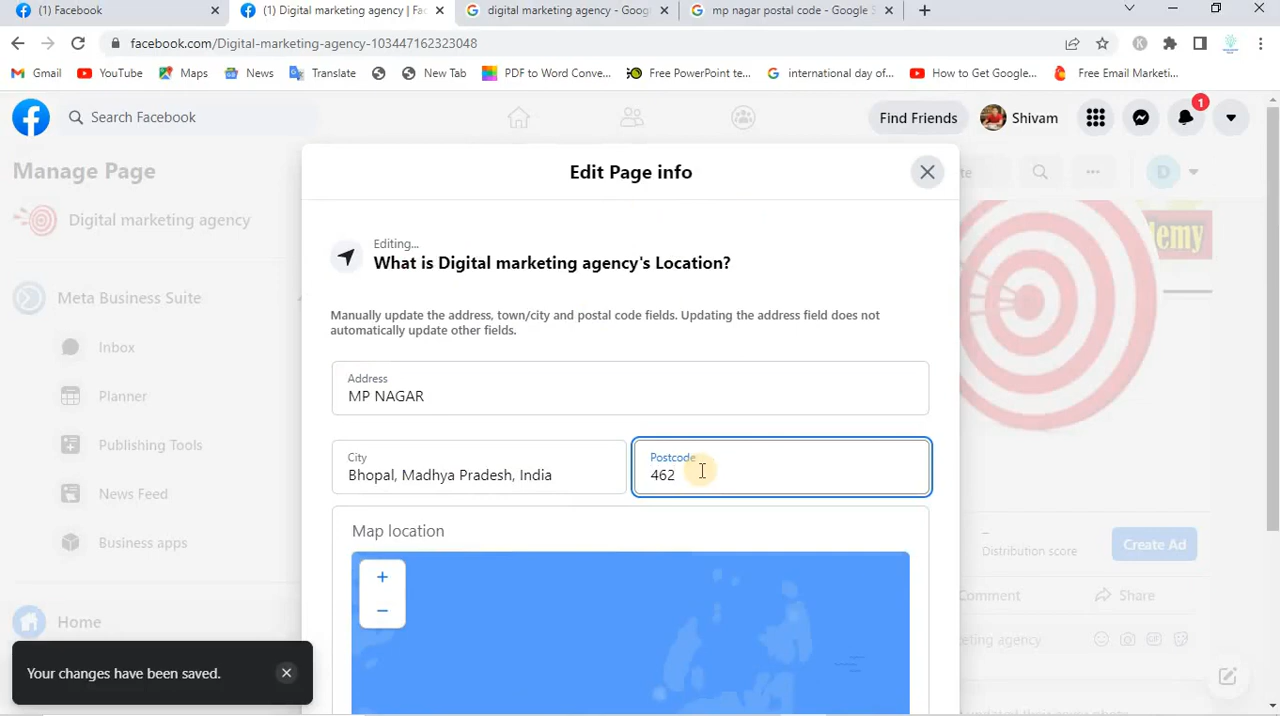 (1) Facebook
(1) Digital marketing agency | Fac
digital marketing agency - Goog
mp nagar postal code - Google S
facebook.com/Digital-marketing-agency-103447162323048
Gmail
YouTube
Maps
News
Translate
New Tab
PDF to Word Conve...
Free PowerPoint te...
international day of...
How to Get Google...
Free Email Marketi...
Search Facebook
Find Friends
Shivam
1
Manage Page
Edit Page info
D
Digital marketing agency
demy
Editing...
What is Digital marketing agency's Location?
Meta Business Suite
Manually update the address, town/city and postal code fields. Updating the address field does not
automatically update other fields.
Inbox
Address
MP NAGAR
Planner
Publishing Tools
City
Bhopal, Madhya Pradesh, India
Postcode
462
News Feed
Map location
Business apps
Distribution score
Create Ad
+
−
Comment
Share
Home
keting agency
Your changes have been saved.